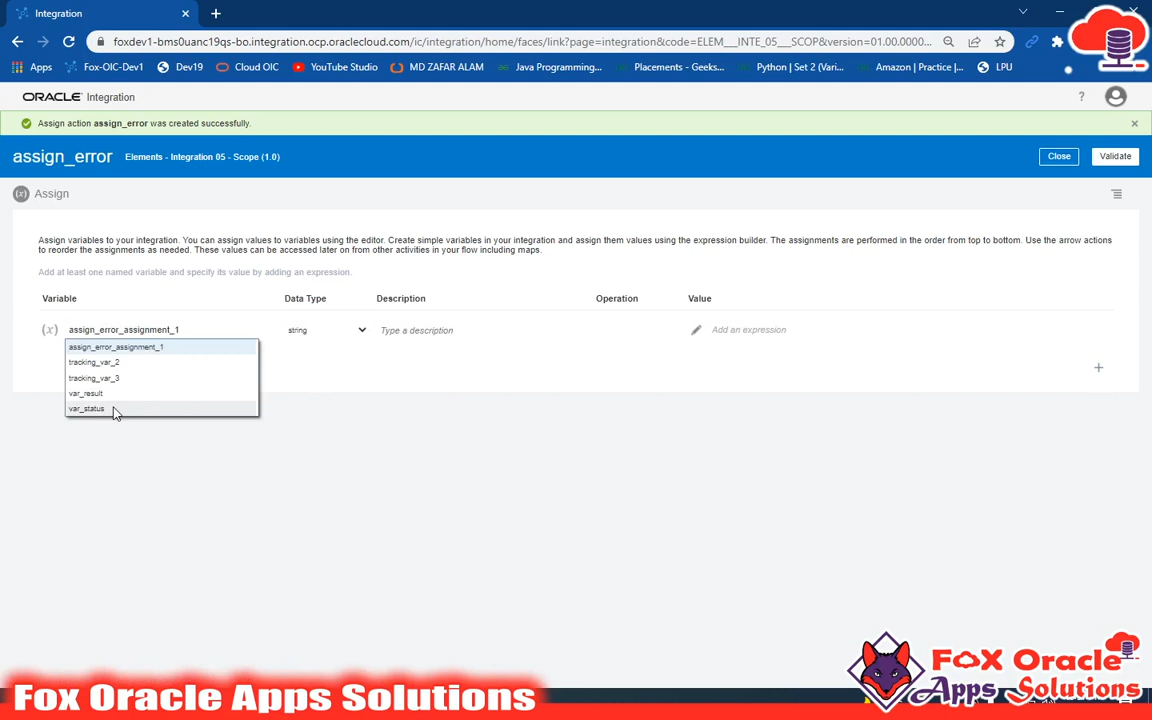 Integration
foxdev1-bms0uanc19qs-bo.integration.ocp.oraclecloud.com/ic/integration/home/faces/link?page=integration&code=ELEM___INTE_05___SCOP&version=01.00.0000...
Apps Fox-OIC-Dev1 Dev19 Cloud OIC YouTube Studio MD ZAFAR ALAM Java Programming... Placements - Geeks... Python | Set 2 (Vari... Amazon | Practice |... LPU
ORACLE Integration ?
Assign action assign_error was created successfully.
assign_error Elements - Integration 05 - Scope (1.0) Close Validate
(x) Assign
Assign variables to your integration. You can assign values to variables using the editor. Create simple variables in your integration and assign them values using the expression builder. The assignments are performed in the order from top to bottom. Use the arrow actions
to reorder the assignments as needed. These values can be accessed later on from other activities in your flow including maps.
Add at least one named variable and specify its value by adding an expression.
Variable Data Type Description Operation Value
(x) assign_error_assignment_1 string Type a description Add an expression
assign_error_assignment_1
tracking_var_2
tracking_var_3
var_result
var_status
Fox Oracle Apps Solutions
FOX Oracle
Apps Solutions